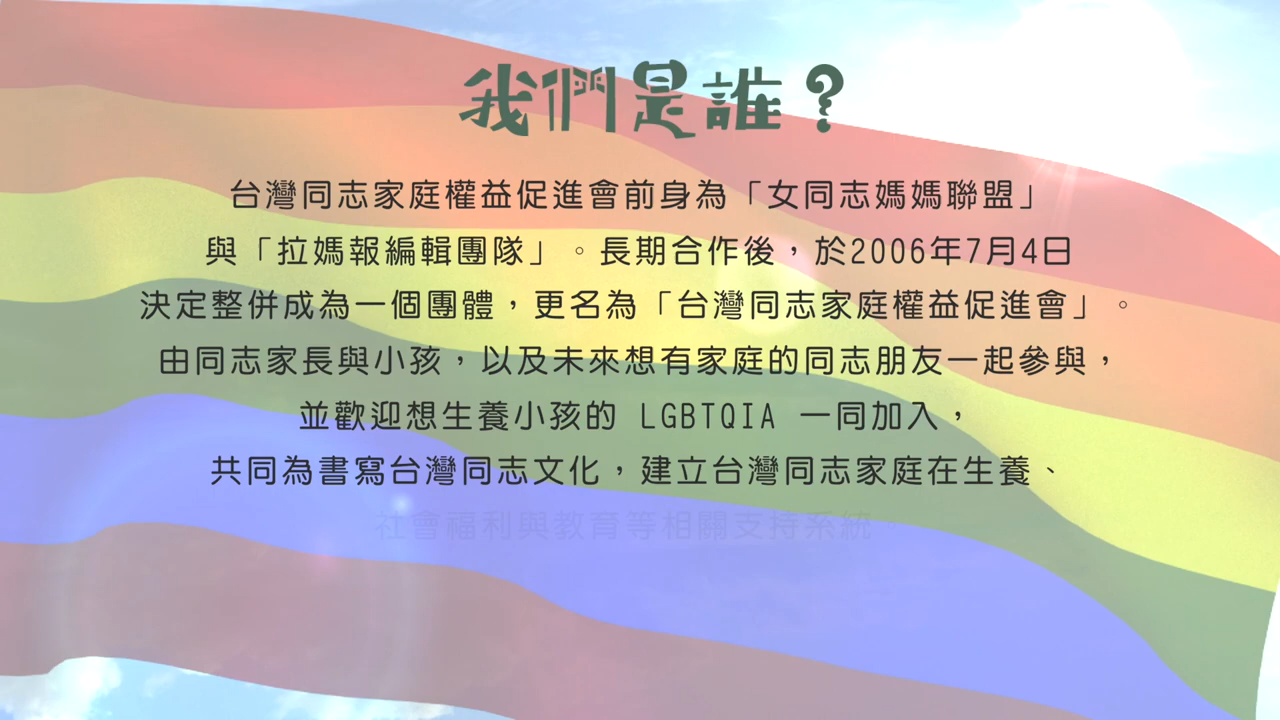 我們是誰？
台灣同志家庭權益促進會前身為「女同志媽媽聯盟」
與「拉媽報編輯團隊」。長期合作後，於2006年7月4日
決定整併成為一個團體，更名為「台灣同志家庭權益促進會」。
由同志家長與小孩，以及未來想有家庭的同志朋友一起參與，
並歡迎想生養小孩的 LGBTQIA 一同加入，
共同為書寫台灣同志文化，建立台灣同志家庭在生養、
社會福利與教育等相關支持系統。